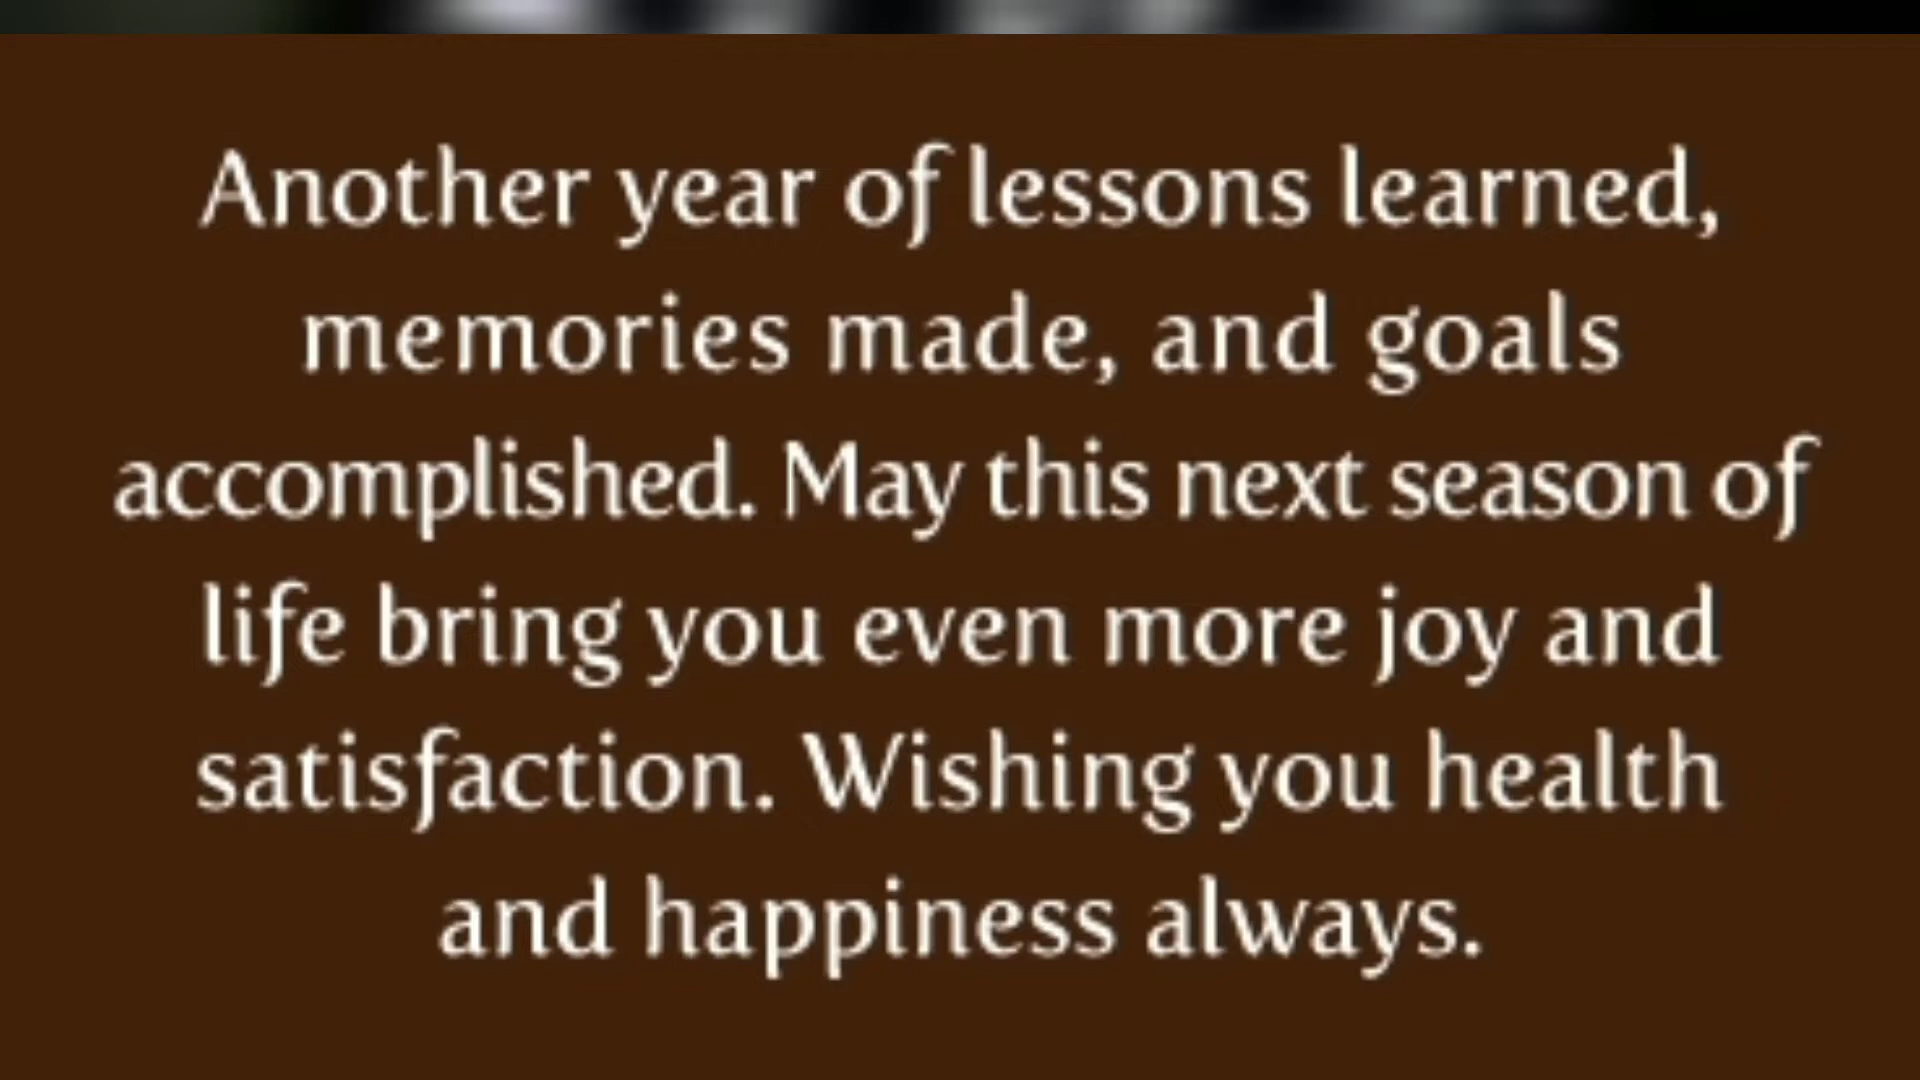 Another year of lessons learned,
memories made, and goals
accomplished. May this next season of
life bring you even more joy and
satisfaction. Wishing you health
and happiness always.